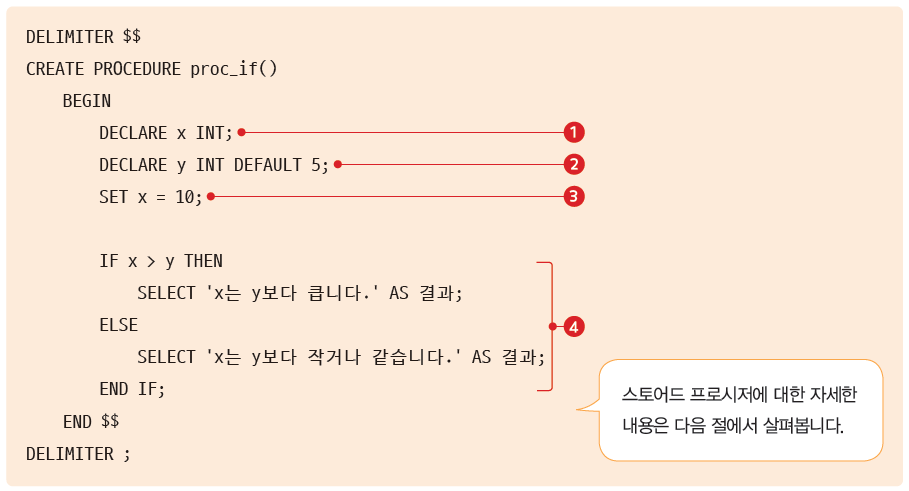 DELIMITER $$
CREATE PROCEDURE proc_if()
BEGIN
DECLARE x INT; 1
DECLARE y INT DEFAULT 5; 2
SET x = 10; 3
IF x > y THEN
SELECT 'x는 y보다 큽니다.' AS 결과;
ELSE
4
SELECT 'x는 y보다 작거나 같습니다.' AS 결과;
END IF;
스토어드 프로시저에 대한 자세한
내용은 다음 절에서 살펴봅니다.
END $$
DELIMITER ;